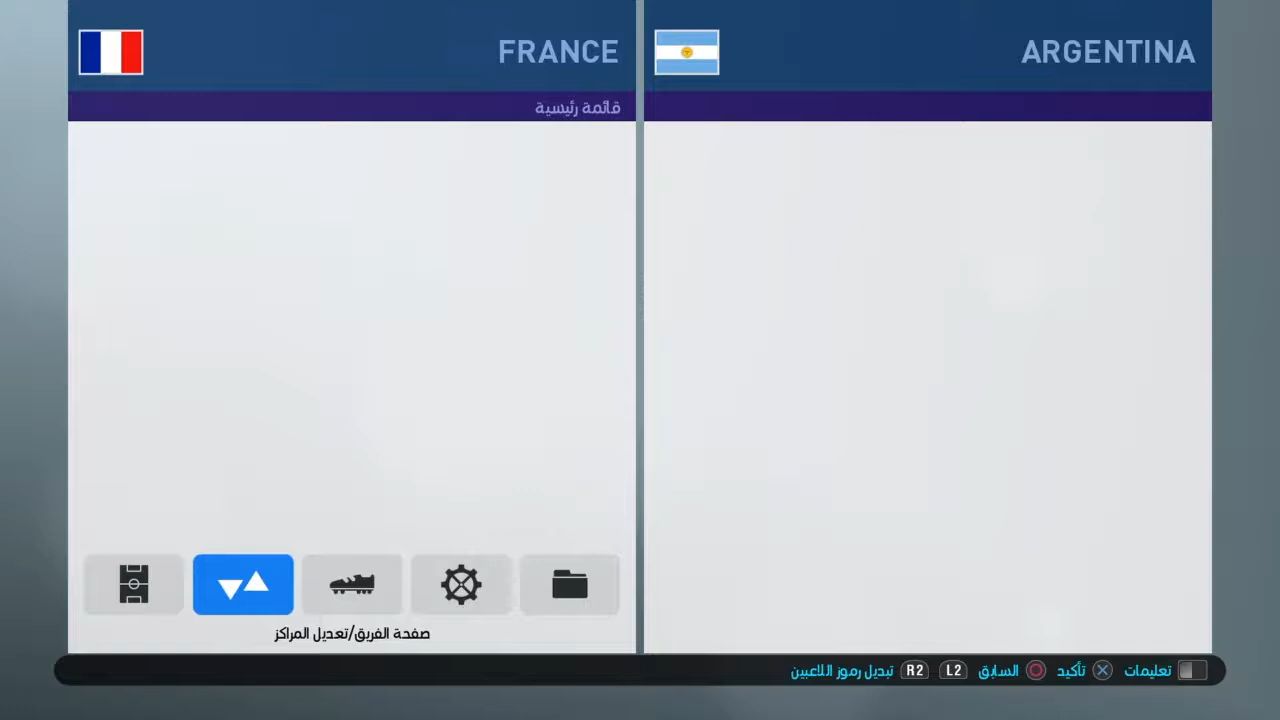 FRANCE
ARGENTINA
قائمة رئيسية
صفحة الفريق/تعديل المراكز
تعليمات تأكيد السابق L2 R2 تبديل رموز اللاعبين